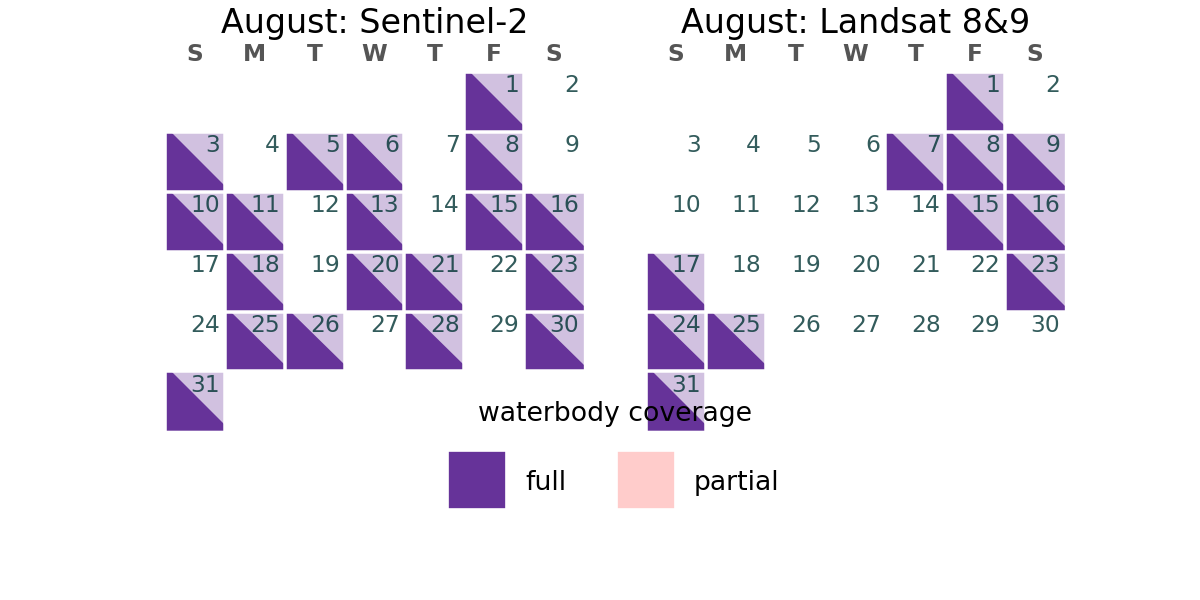 August: Sentinel-2
S M T W T F S
1 2
3 4 5 6 7 8 9
10 11 12 13 14 15 16
17 18 19 20 21 22 23
24 25 26 27 28 29 30
31
August: Landsat 8&9
S M T W T F S
1 2
3 4 5 6 7 8 9
10 11 12 13 14 15 16
17 18 19 20 21 22 23
24 25 26 27 28 29 30
31
waterbody coverage
full partial